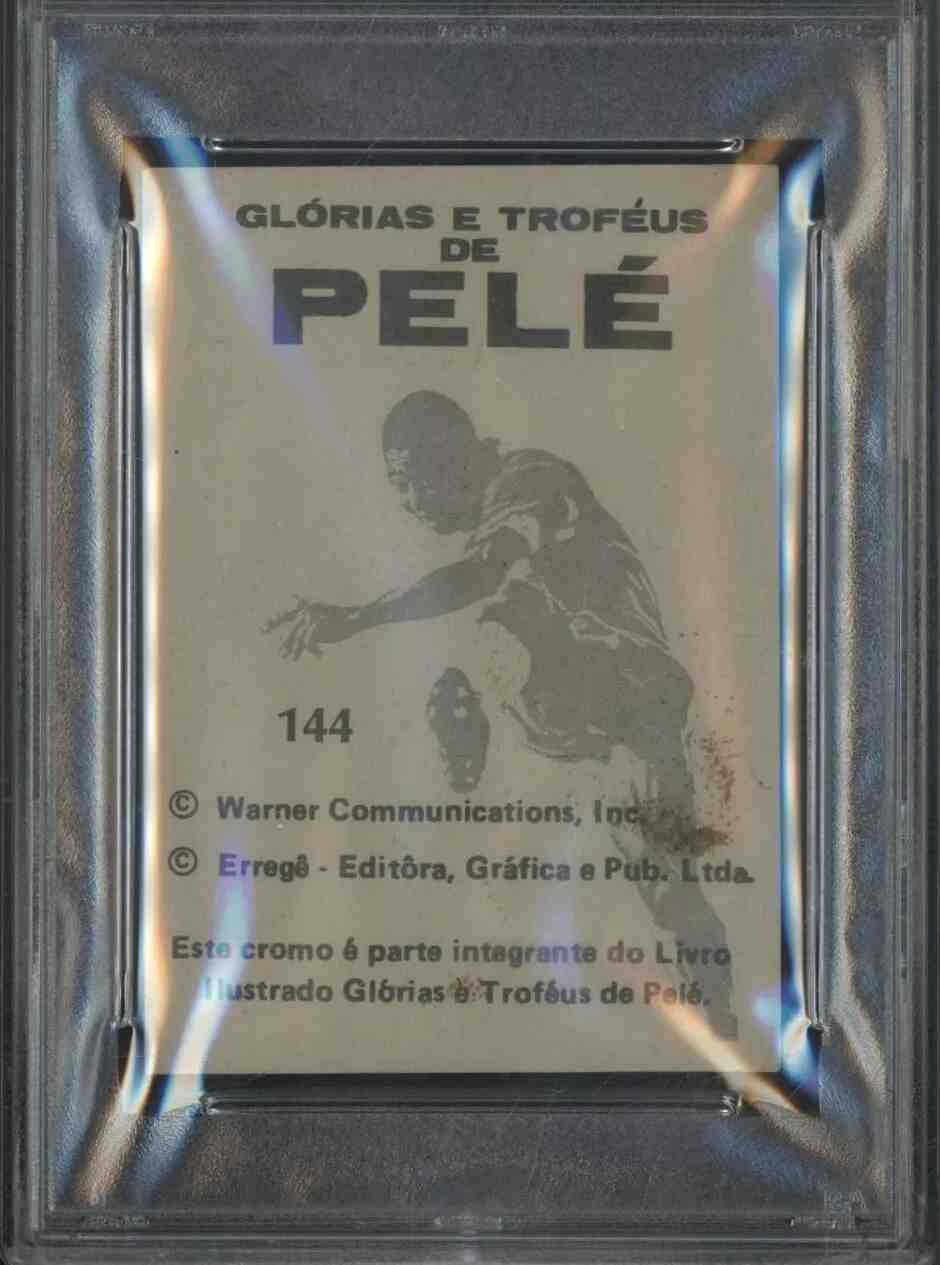 GLÓRIAS E TROFÉUS
DE
PELÉ
144
© Warner Communications, Inc.
© Erregê - Editôra, Gráfica e Pub. Ltda.
Este cromo é parte integrante do Livro
Ilustrado Glórias e Troféus de Pelé.